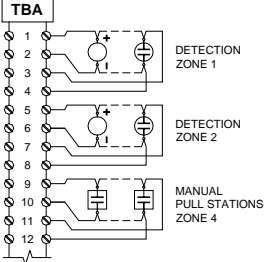 TBA
1
2
3
4
5
6
7
8
9
10
11
12
+
-
DETECTION
ZONE 1
+
-
DETECTION
ZONE 2
MANUAL
PULL STATIONS
ZONE 4